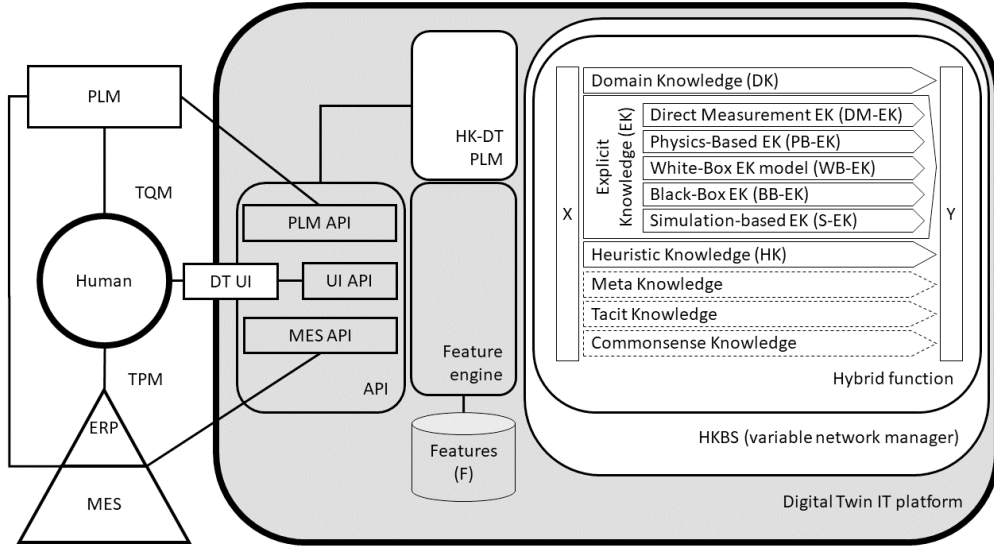 PLM
TQM
Human
TPM
ERP
MES
DT UI
PLM API
UI API
MES API
API
HK-DT
PLM
Feature
engine
Features
(F)
X
Domain Knowledge (DK)
Explicit
Knowledge (EK)
Direct Measurement EK (DM-EK)
Physics-Based EK (PB-EK)
White-Box EK model (WB-EK)
Black-Box EK (BB-EK)
Simulation-based EK (S-EK)
Heuristic Knowledge (HK)
Meta Knowledge
Tacit Knowledge
Commonsense Knowledge
Y
Hybrid function
HKBS (variable network manager)
Digital Twin IT platform